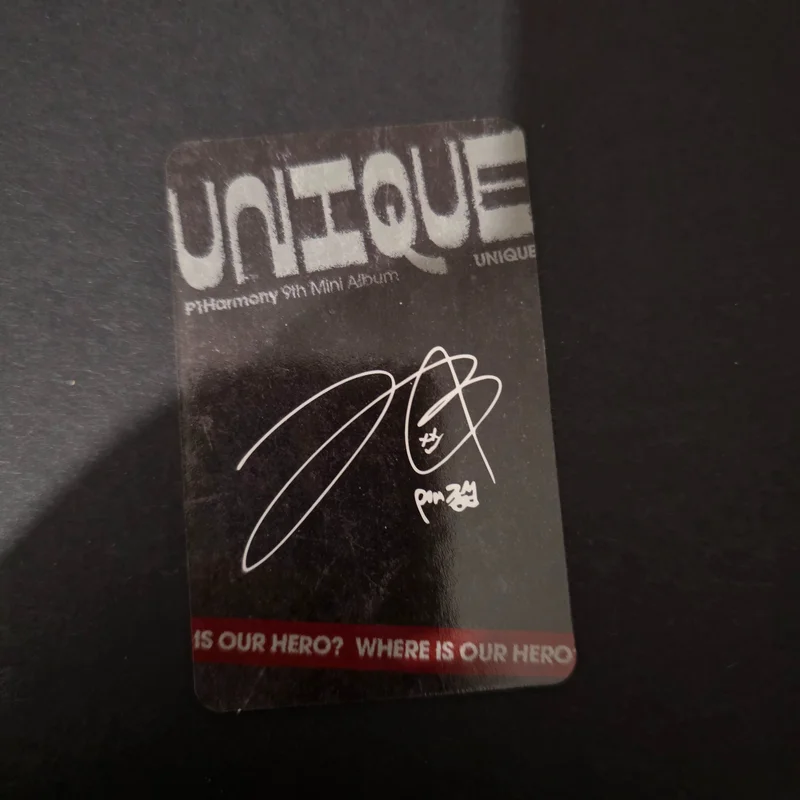 UNIQUE
UNIQUE
P1Harmony 9th Mini Album
IS OUR HERO? WHERE IS OUR HERO